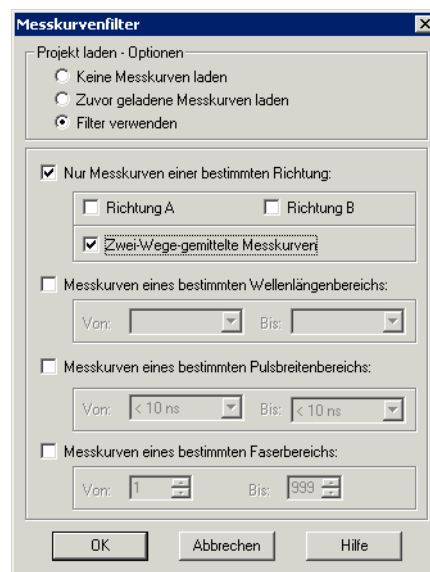 Messkurvenfilter
Projekt laden - Optionen
Keine Messkurven laden
Zuvor geladene Messkurven laden
Filter verwenden
Nur Messkurven einer bestimmten Richtung:
Richtung A Richtung B
Zwei-Wege-gemittelte Messkurven
Messkurven eines bestimmten Wellenlängenbereichs:
Von: Bis:
Messkurven eines bestimmten Pulsbreitenbereichs:
Von: < 10 ns Bis: < 10 ns
Messkurven eines bestimmten Faserbereichs:
Von: 1 Bis: 999
OK Abbrechen Hilfe